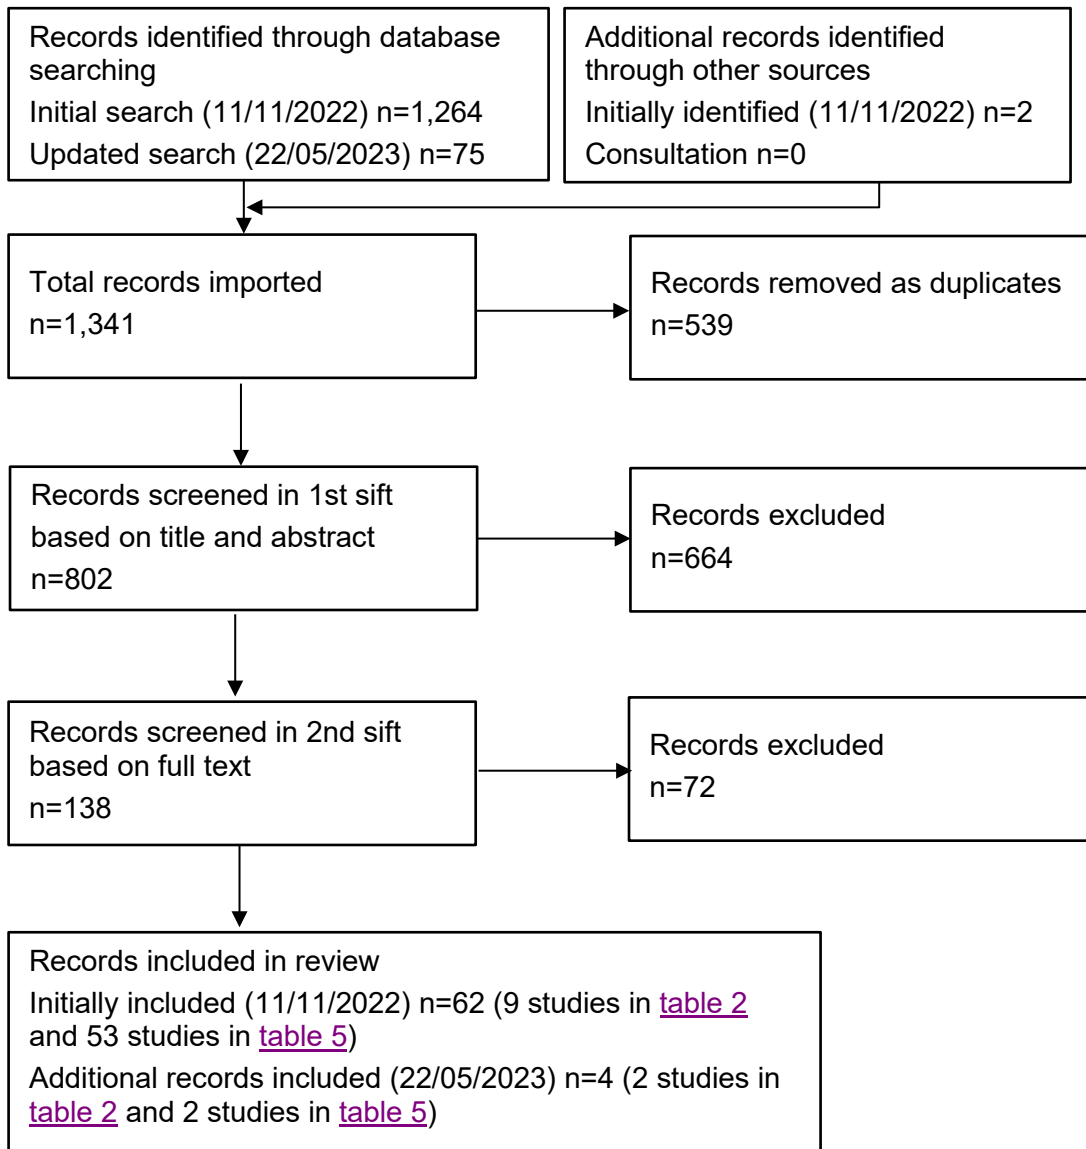 Records identified through database
searching
Initial search (11/11/2022) n=1,264
Updated search (22/05/2023) n=75
Additional records identified
through other sources
Initially identified (11/11/2022) n=2
Consultation n=0
Total records imported
n=1,341
Records removed as duplicates
n=539
Records screened in 1st sift
based on title and abstract
n=802
Records excluded
n=664
Records screened in 2nd sift
based on full text
n=138
Records excluded
n=72
Records included in review
Initially included (11/11/2022) n=62 (9 studies in table 2
and 53 studies in table 5)
Additional records included (22/05/2023) n=4 (2 studies in
table 2 and 2 studies in table 5)